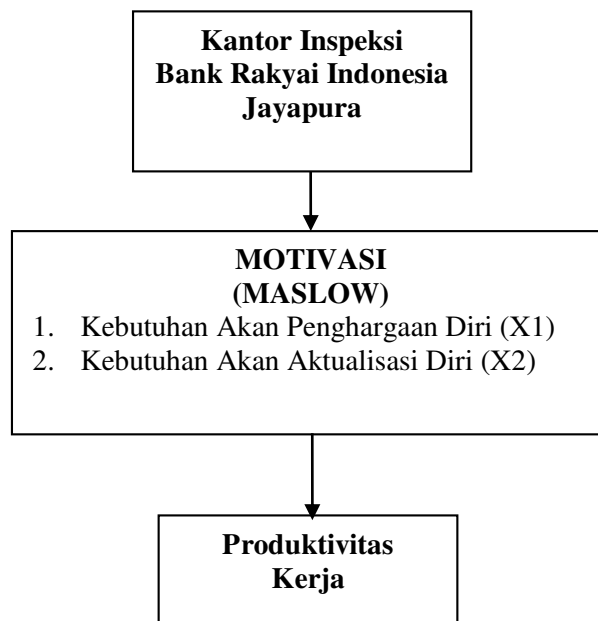 Kantor Inspeksi
Bank Rakyai Indonesia
Jayapura
MOTIVASI
(MASLOW)
1. Kebutuhan Akan Penghargaan Diri (X1)
2. Kebutuhan Akan Aktualisasi Diri (X2)
Produktivitas
Kerja